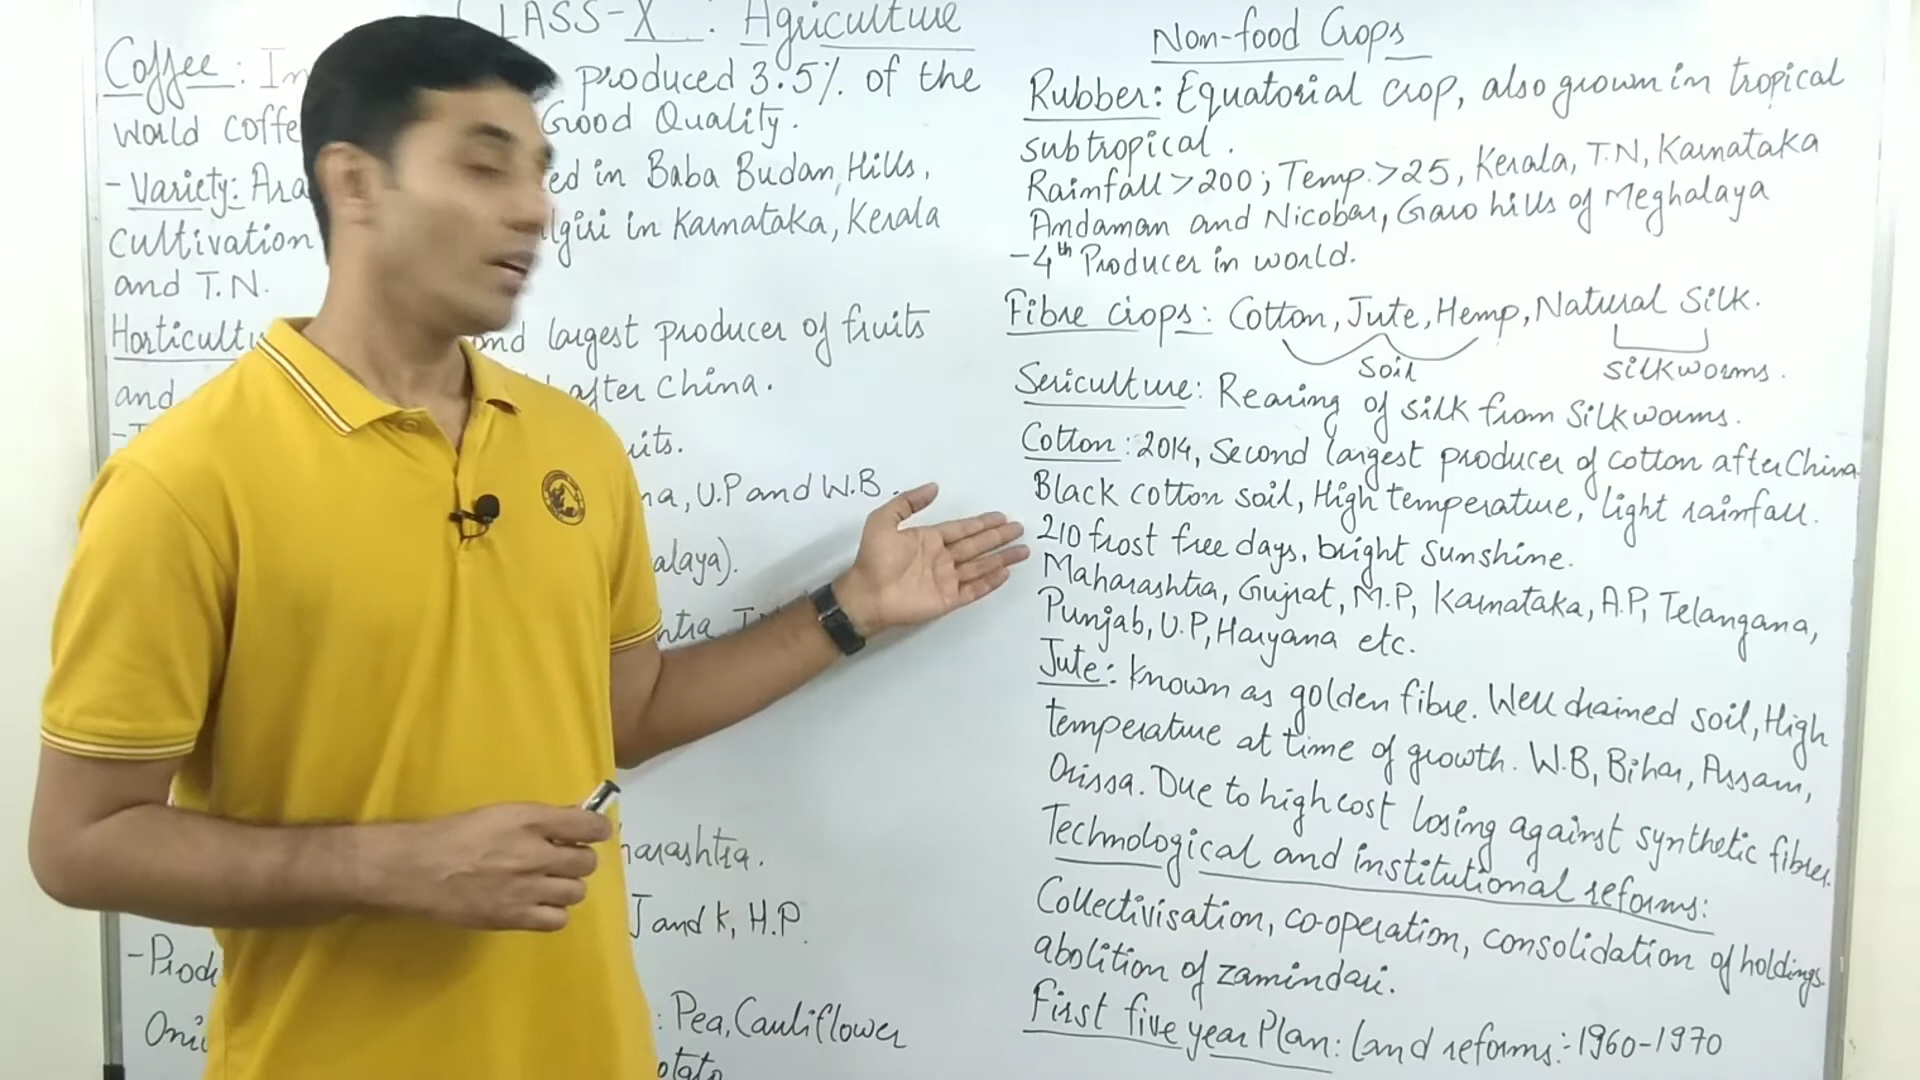 CLASS-X : Agriculture
Coffee: In produced 3.5% of the
world coffe Good Quality.
- Variety: Ara ed in Baba Budan Hills,
cultivation lgiri in Karnataka, Kerala
and T.N.
Horticultu ond largest producer of fruits
and after China.
uits.
na, U.P and W.B.
alaya).
ntra
harashtra.
J and K, H.P.
- Prod
Oni : Pea, Cauliflower
otato
Non-food Crops
Rubber: Equatorial crop, also grown in tropical
subtropical.
Rainfall > 200; Temp. > 25, Kerala, T.N, Karnataka
Andaman and Nicobar, Garo hills of Meghalaya
- 4th Producer in world.
Fibre crops: Cotton, Jute, Hemp, Natural Silk.
Soil silkworms.
Sericulture: Rearing of silk from Silkworms.
Cotton: 2014, Second largest producer of cotton after China
Black cotton soil, High temperature, light rainfall.
210 frost free days, bright sunshine.
Maharashtra, Gujrat, M.P, Karnataka, A.P, Telangana,
Punjab, U.P, Haryana etc.
Jute: Known as golden fibre. Well drained soil, High
temperature at time of growth. W.B, Bihar, Assam,
Orissa. Due to high cost losing against synthetic fibres.
Technological and institutional reforms:
Collectivisation, co-operation, consolidation of holdings
abolition of zamindari.
First five year Plan: land reforms:- 1960-1970